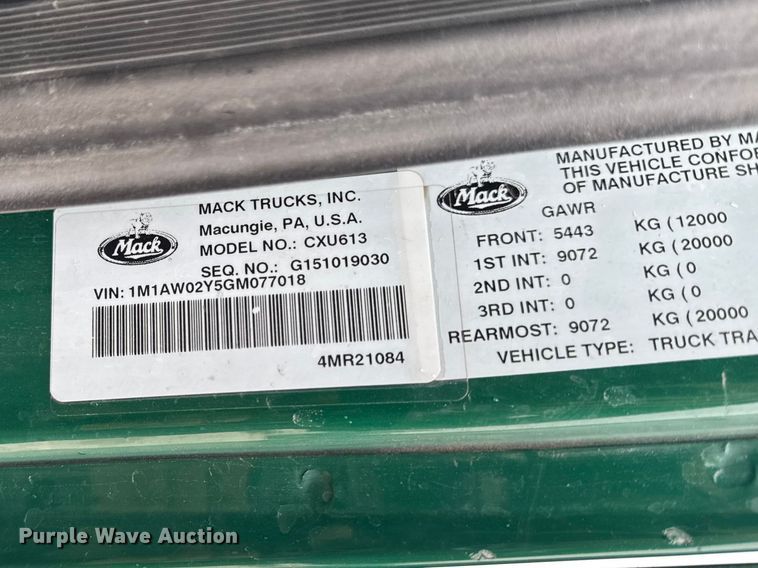 Mack
MACK TRUCKS, INC.
Macungie, PA, U.S.A.
MODEL NO.: CXU613
SEQ. NO.: G151019030
VIN: 1M1AW02Y5GM077018
4MR21084
Mack
MANUFACTURED BY MA
THIS VEHICLE CONFOR
OF MANUFACTURE SH
GAWR
FRONT: 5443 KG (12000
1ST INT: 9072 KG (20000
2ND INT: 0 KG (0
3RD INT: 0 KG (0
REARMOST: 9072 KG (20000
VEHICLE TYPE: TRUCK TRA
Purple Wave Auction